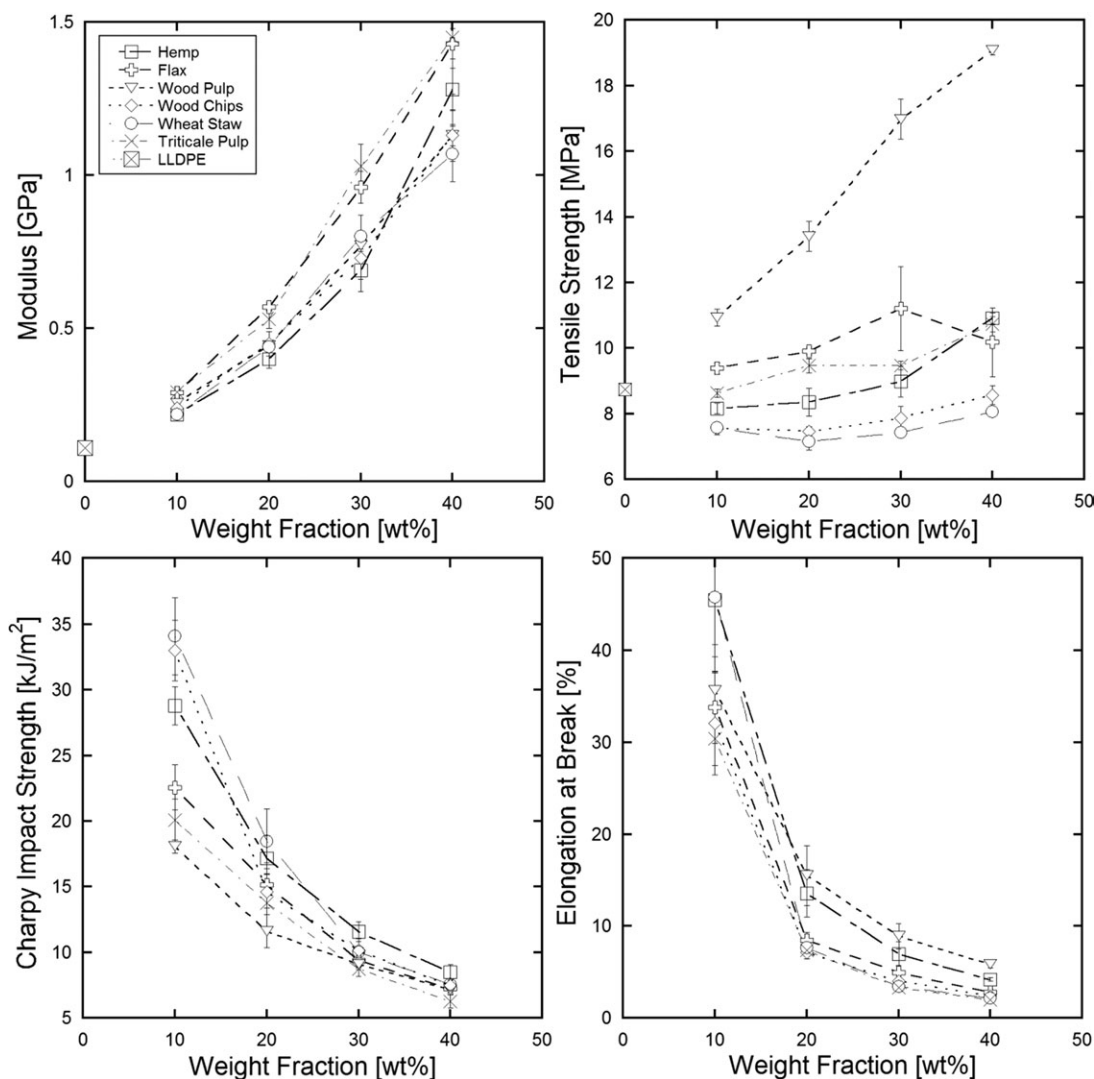 Modulus [GPa]
1.5
1
0.5
0
Hemp
Flax
Wood Pulp
Wood Chips
Wheat Staw
Triticale Pulp
LLDPE
0 10 20 30 40 50
Weight Fraction [wt%]
Tensile Strength [MPa]
20
18
16
14
12
10
8
6
0 10 20 30 40 50
Weight Fraction [wt%]
Charpy Impact Strength [kJ/m²]
40
35
30
25
20
15
10
5
0 10 20 30 40 50
Weight Fraction [wt%]
Elongation at Break [%]
50
40
30
20
10
0
0 10 20 30 40 50
Weight Fraction [wt%]